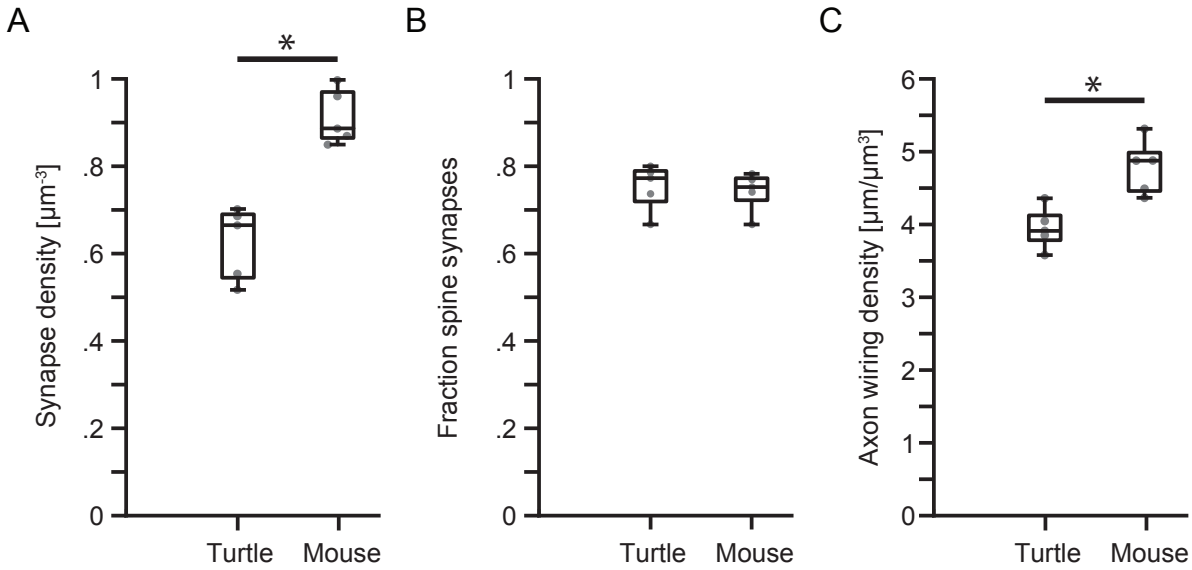 A
*
1
.8
.6
.4
.2
0
Synapse density [µm⁻³]
Turtle Mouse
B
1
.8
.6
.4
.2
0
Fraction spine synapses
Turtle Mouse
C
*
6
5
4
3
2
1
0
Axon wiring density [µm/µm³]
Turtle Mouse